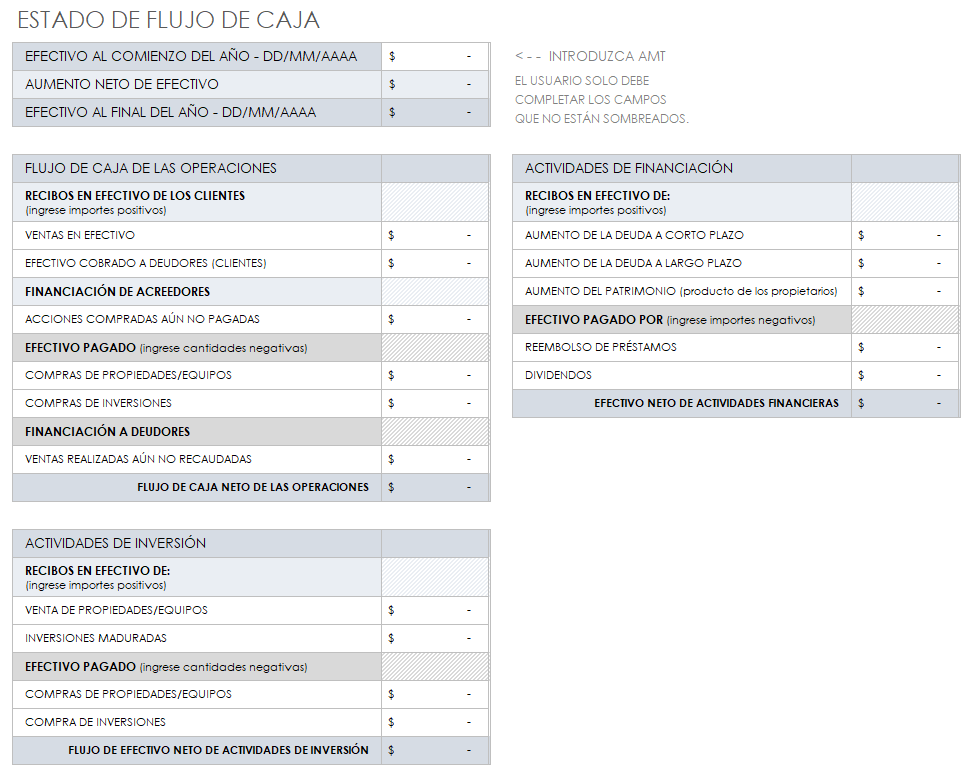 ESTADO DE FLUJO DE CAJA
EFECTIVO AL COMIENZO DEL AÑO - DD/MM/AAAA $ -
<-- INTRODUZCA AMT
AUMENTO NETO DE EFECTIVO $ -
EFECTIVO AL FINAL DEL AÑO - DD/MM/AAAA $ -
EL USUARIO SOLO DEBE
COMPLETAR LOS CAMPOS
QUE NO ESTÁN SOMBREADOS.
FLUJO DE CAJA DE LAS OPERACIONES
RECIBOS EN EFECTIVO DE LOS CLIENTES
(ingrese importes positivos)
VENTAS EN EFECTIVO $ -
EFECTIVO COBRADO A DEUDORES (CLIENTES) $ -
FINANCIACIÓN DE ACREEDORES
ACCIONES COMPRADAS AÚN NO PAGADAS $ -
EFECTIVO PAGADO (ingrese cantidades negativas)
COMPRAS DE PROPIEDADES/EQUIPOS $ -
COMPRAS DE INVERSIONES $ -
FINANCIACIÓN A DEUDORES
VENTAS REALIZADAS AÚN NO RECAUDADAS $ -
FLUJO DE CAJA NETO DE LAS OPERACIONES $ -
ACTIVIDADES DE FINANCIACIÓN
RECIBOS EN EFECTIVO DE:
(ingrese importes positivos)
AUMENTO DE LA DEUDA A CORTO PLAZO $ -
AUMENTO DE LA DEUDA A LARGO PLAZO $ -
AUMENTO DEL PATRIMONIO (producto de los propietarios) $ -
EFECTIVO PAGADO POR (ingrese importes negativos)
REEMBOLSO DE PRÉSTAMOS $ -
DIVIDENDOS $ -
EFECTIVO NETO DE ACTIVIDADES FINANCIERAS $ -
ACTIVIDADES DE INVERSIÓN
RECIBOS EN EFECTIVO DE:
(ingrese importes positivos)
VENTA DE PROPIEDADES/EQUIPOS $ -
INVERSIONES MADURADAS $ -
EFECTIVO PAGADO (ingrese cantidades negativas)
COMPRAS DE PROPIEDADES/EQUIPOS $ -
COMPRA DE INVERSIONES $ -
FLUJO DE EFECTIVO NETO DE ACTIVIDADES DE INVERSIÓN $ -